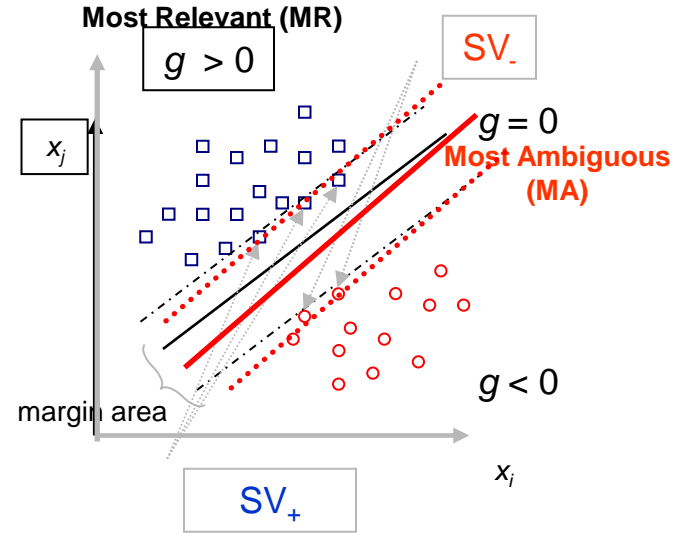 Most Relevant (MR)
g > 0
SV-
xj
g = 0
Most Ambiguous
(MA)
g < 0
margin area
xi
SV+